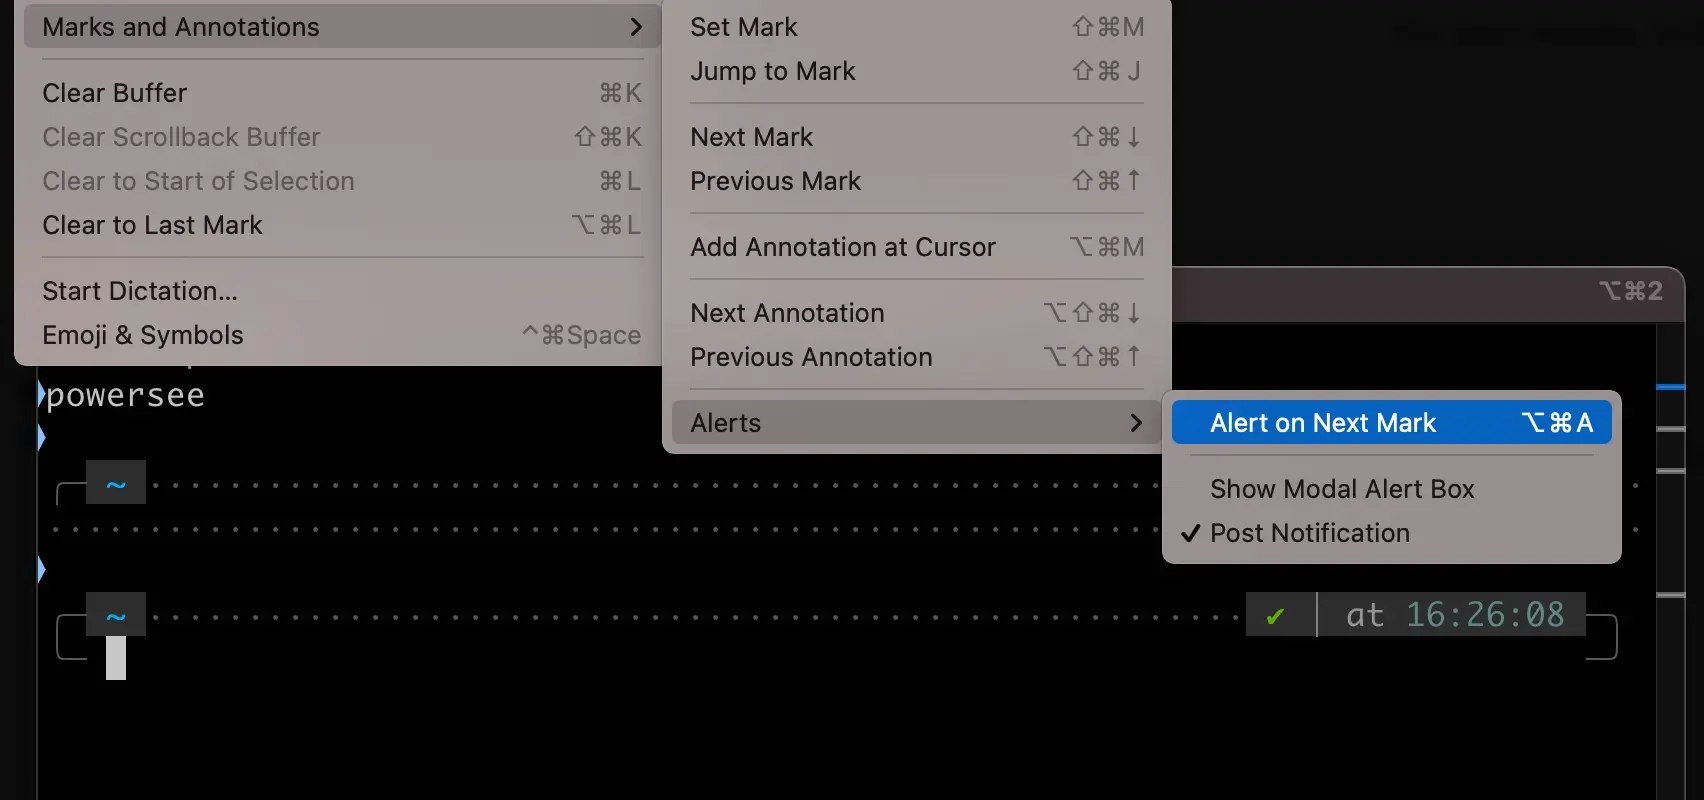 Marks and Annotations
Clear Buffer ⌘K
Clear Scrollback Buffer ⇧⌘K
Clear to Start of Selection ⌘L
Clear to Last Mark ⌥⌘L
Start Dictation...
Emoji & Symbols ^⌘Space
Set Mark ⇧⌘M
Jump to Mark ⇧⌘J
Next Mark ⇧⌘↓
Previous Mark ⇧⌘↑
Add Annotation at Cursor ⌥⌘M
Next Annotation ⌥⇧⌘↓
Previous Annotation ⌥⇧⌘↑
Alerts
Alert on Next Mark ⌥⌘A
Show Modal Alert Box
✓ Post Notification
⌥⌘2
powersee
~
~ ✔ at 16:26:08